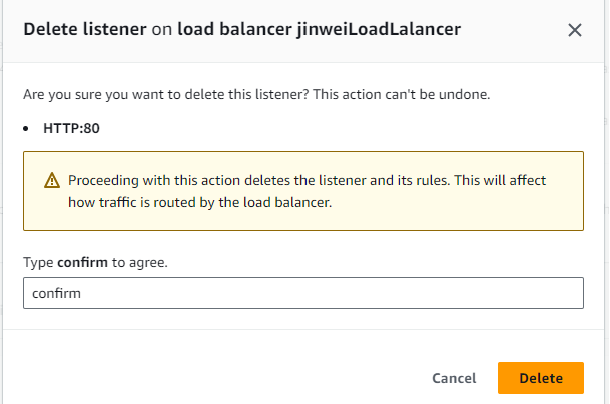 Delete listener on load balancer jinweiLoadLalancer
Are you sure you want to delete this listener? This action can't be undone.
• HTTP:80
Proceeding with this action deletes the listener and its rules. This will affect
how traffic is routed by the load balancer.
Type confirm to agree.
confirm
Cancel
Delete